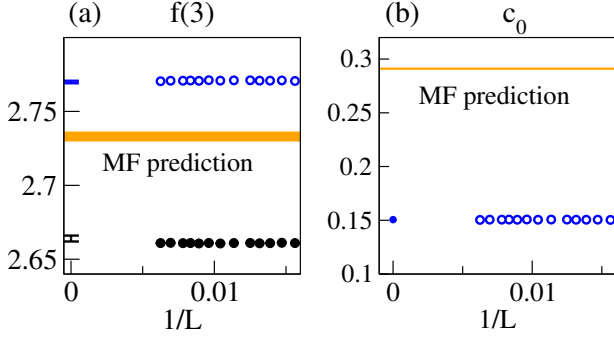 (a) f(3)
2.75
2.7
2.65
MF prediction
0 0.01
1/L
(b) c_0
0.3
0.25
0.2
0.15
0.1
MF prediction
0 0.01
1/L